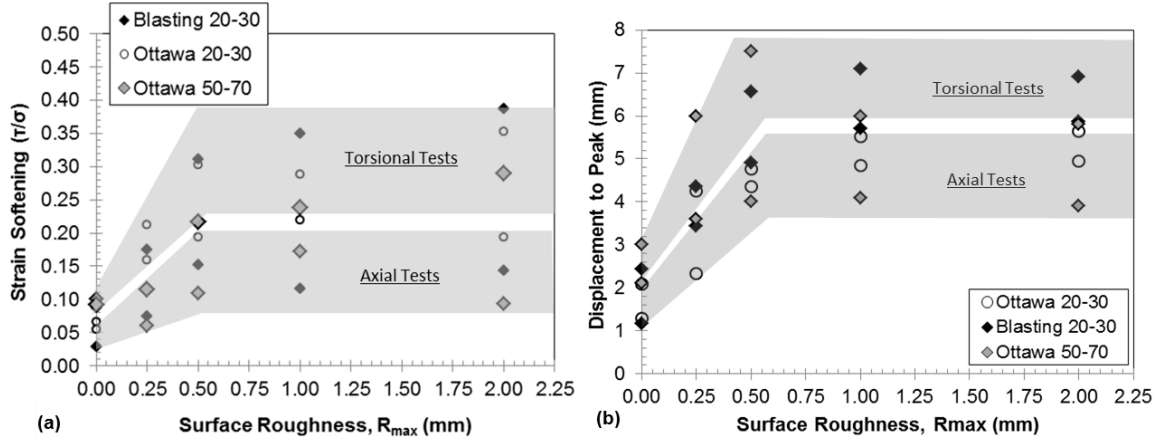 Strain Softening (τ/σ)
0.50
0.45
0.40
0.35
0.30
0.25
0.20
0.15
0.10
0.05
0.00
Blasting 20-30
Ottawa 20-30
Ottawa 50-70
Torsional Tests
Axial Tests
0.00 0.25 0.50 0.75 1.00 1.25 1.50 1.75 2.00 2.25
(a)
Surface Roughness, Rmax (mm)
Displacement to Peak (mm)
8
7
6
5
4
3
2
1
0
Torsional Tests
Axial Tests
Ottawa 20-30
Blasting 20-30
Ottawa 50-70
0.00 0.25 0.50 0.75 1.00 1.25 1.50 1.75 2.00 2.25
(b)
Surface Roughness, Rmax (mm)